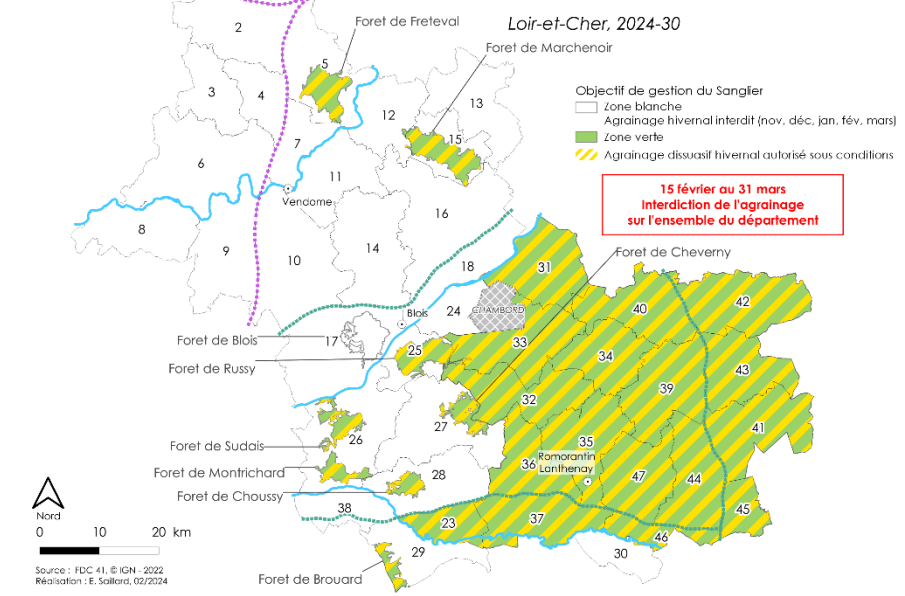 Loir-et-Cher, 2024-30
Foret de Freteval
Foret de Marchenoir
Objectif de gestion du Sanglier
Zone blanche
Agrainage hivernal interdit (nov, déc, jan, fév, mars)
Zone verte
Agrainage dissuasif hivernal autorisé sous conditions
15 février au 31 mars
Interdiction de l'agrainage
sur l'ensemble du département
2
5
3
4
12
13
15
7
6
11
Vendome
16
8
9
10
14
18
31
Foret de Cheverny
24
CHAMBORD
Blois
40
42
Foret de Blois
17
25
33
34
43
Foret de Russy
39
32
27
41
26
35
Foret de Sudais
Romorantin
Lanthenay
36
Foret de Montrichard
28
47
44
Foret de Choussy
38
23
37
45
46
29
30
Foret de Brouard
Nord
0 10 20 km
Source : FDC 41, © IGN - 2022
Réalisation : E. Saillard, 02/2024